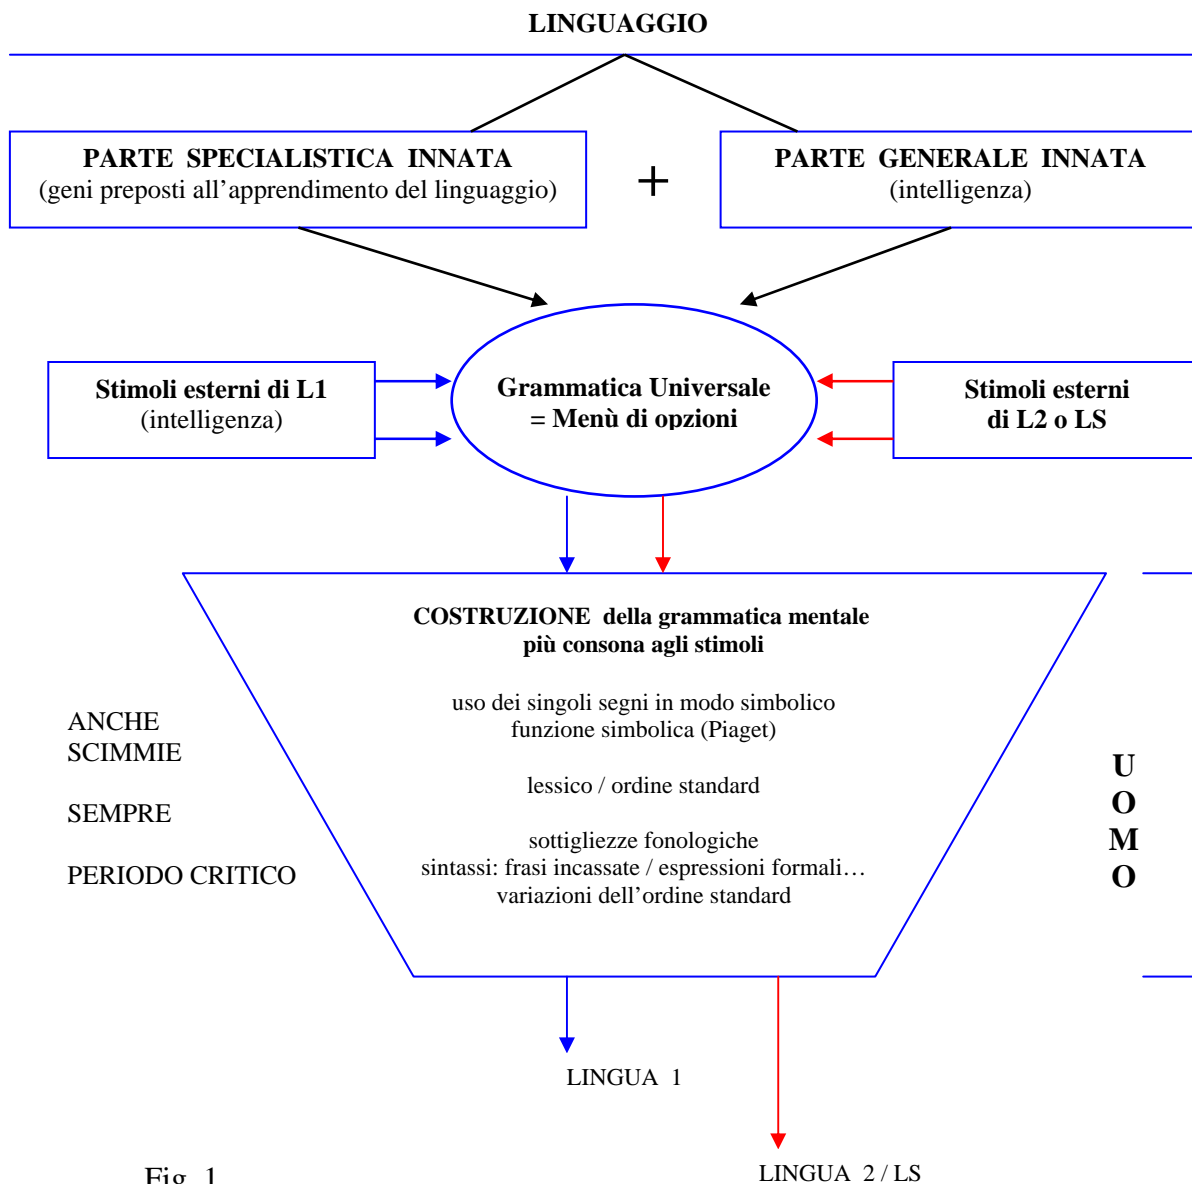 LINGUAGGIO
PARTE SPECIALISTICA INNATA
(geni preposti all’apprendimento del linguaggio)
+
PARTE GENERALE INNATA
(intelligenza)
Stimoli esterni di L1
(intelligenza)
Grammatica Universale
= Menù di opzioni
Stimoli esterni
di L2 o LS
COSTRUZIONE della grammatica mentale
più consona agli stimoli
uso dei singoli segni in modo simbolico
funzione simbolica (Piaget)
lessico / ordine standard
sottigliezze fonologiche
sintassi: frasi incassate / espressioni formali…
variazioni dell’ordine standard
ANCHE
SCIMMIE
SEMPRE
PERIODO CRITICO
U
O
M
O
LINGUA 1
LINGUA 2 / LS
Fig. 1